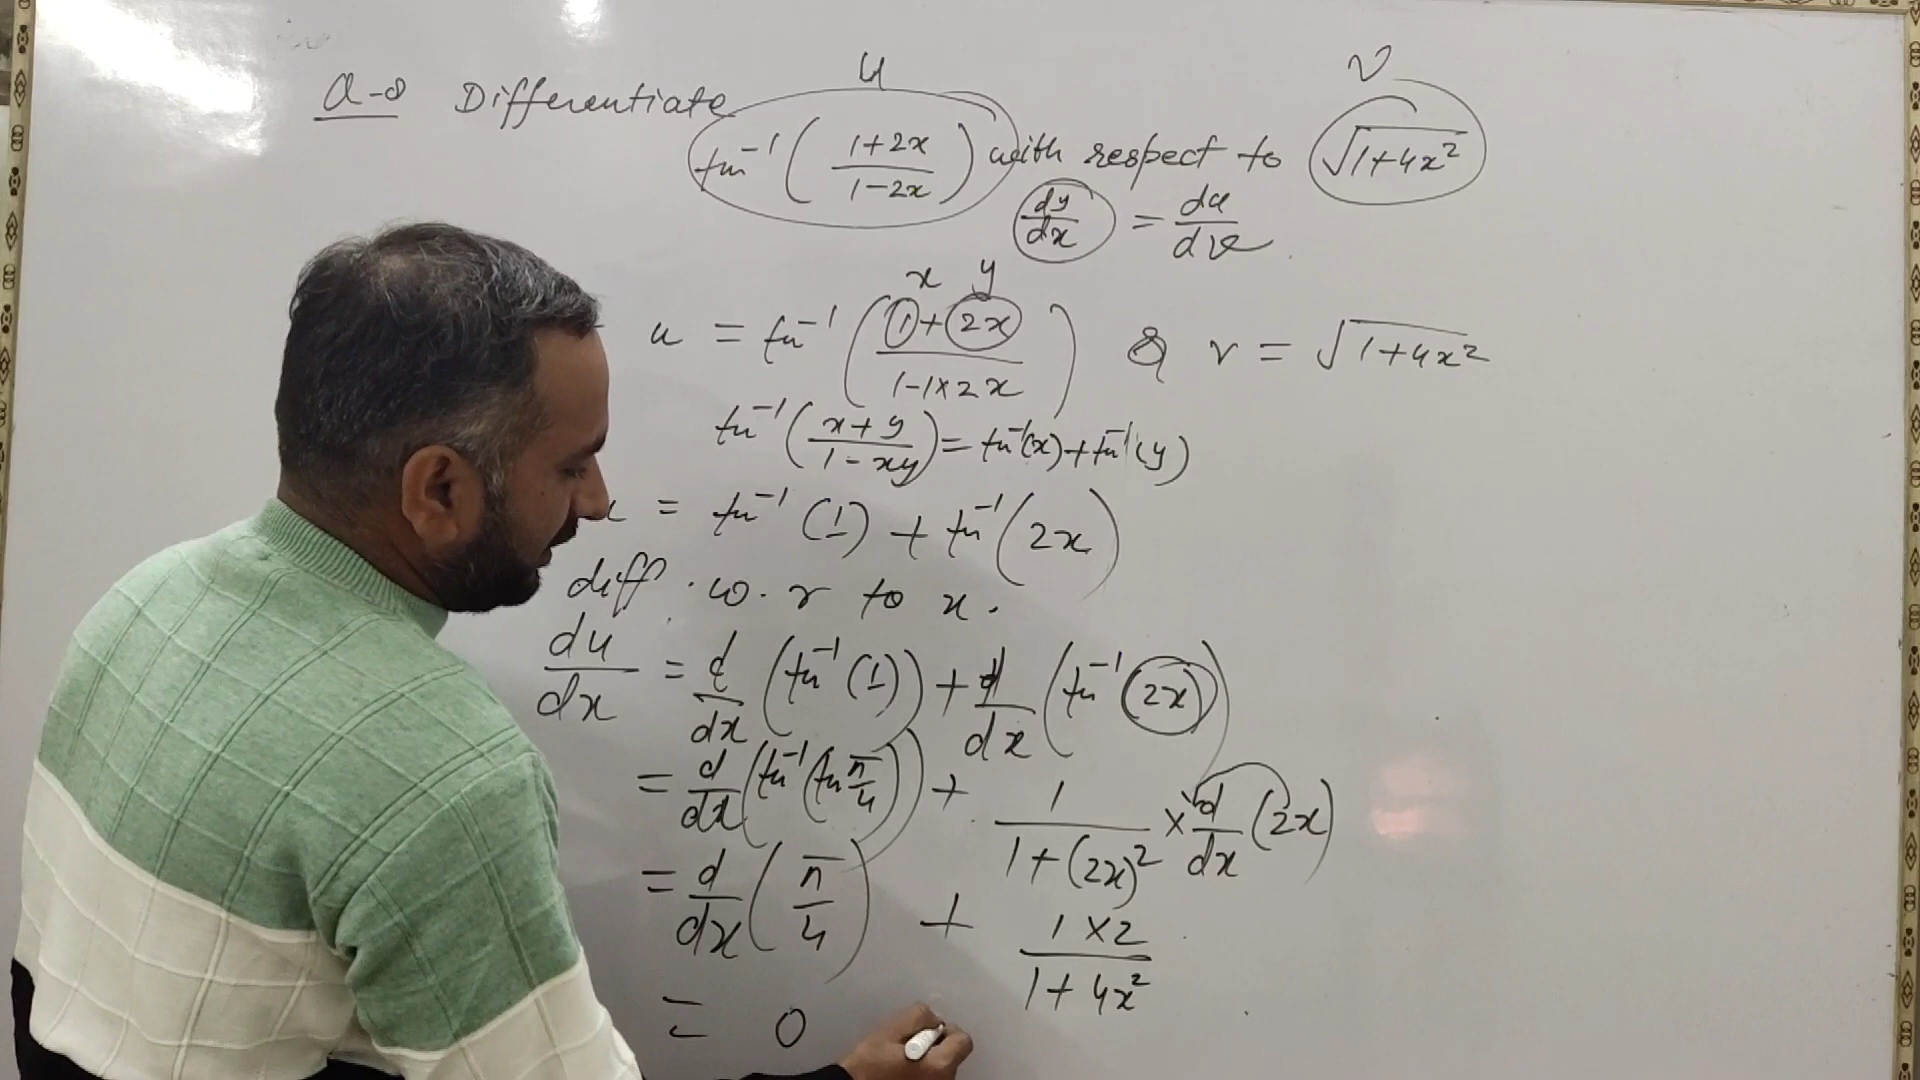 Q-8 Differentiate tan⁻¹((1+2x)/(1-2x)) with respect to √(1+4x²)
u v
dy/dx = du/dv
x y
u = tan⁻¹((1+2x)/(1-1×2x)) & v = √(1+4x²)
tan⁻¹((x+y)/(1-xy)) = tan⁻¹(x)+tan⁻¹(y)
= tan⁻¹(1) + tan⁻¹(2x)
diff. w. r to x.
du/dx = d/dx (tan⁻¹(1)) + d/dx (tan⁻¹(2x))
= d/dx (tan⁻¹(tan π/4)) + 1/(1+(2x)²) × d/dx (2x)
= d/dx (π/4) + (1×2)/(1+4x²)
= 0